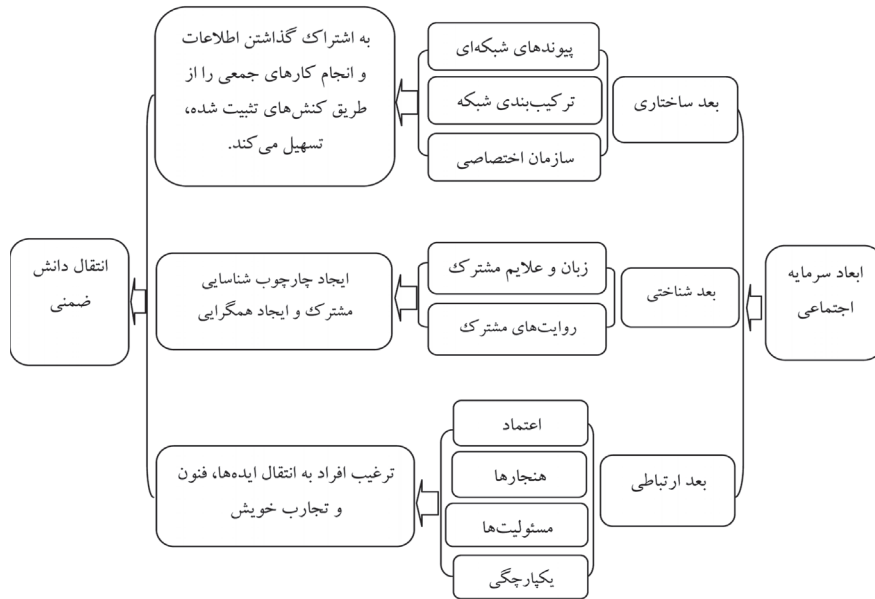 ابعاد سرمایه
اجتماعی
بعد ساختاری
پیوندهای شبکه‌ای
ترکیب‌بندی شبکه
سازمان اختصاصی
به اشتراک گذاشتن اطلاعات
و انجام کارهای جمعی را از
طریق کنش‌های تثبیت شده،
تسهیل می‌کند.
بعد شناختی
زبان و علایم مشترک
روایت‌های مشترک
ایجاد چارچوب شناسایی
مشترک و ایجاد همگرایی
بعد ارتباطی
اعتماد
هنجارها
مسئولیت‌ها
یکپارچگی
ترغیب افراد به انتقال ایده‌ها، فنون
و تجارب خویش
انتقال دانش
ضمنی